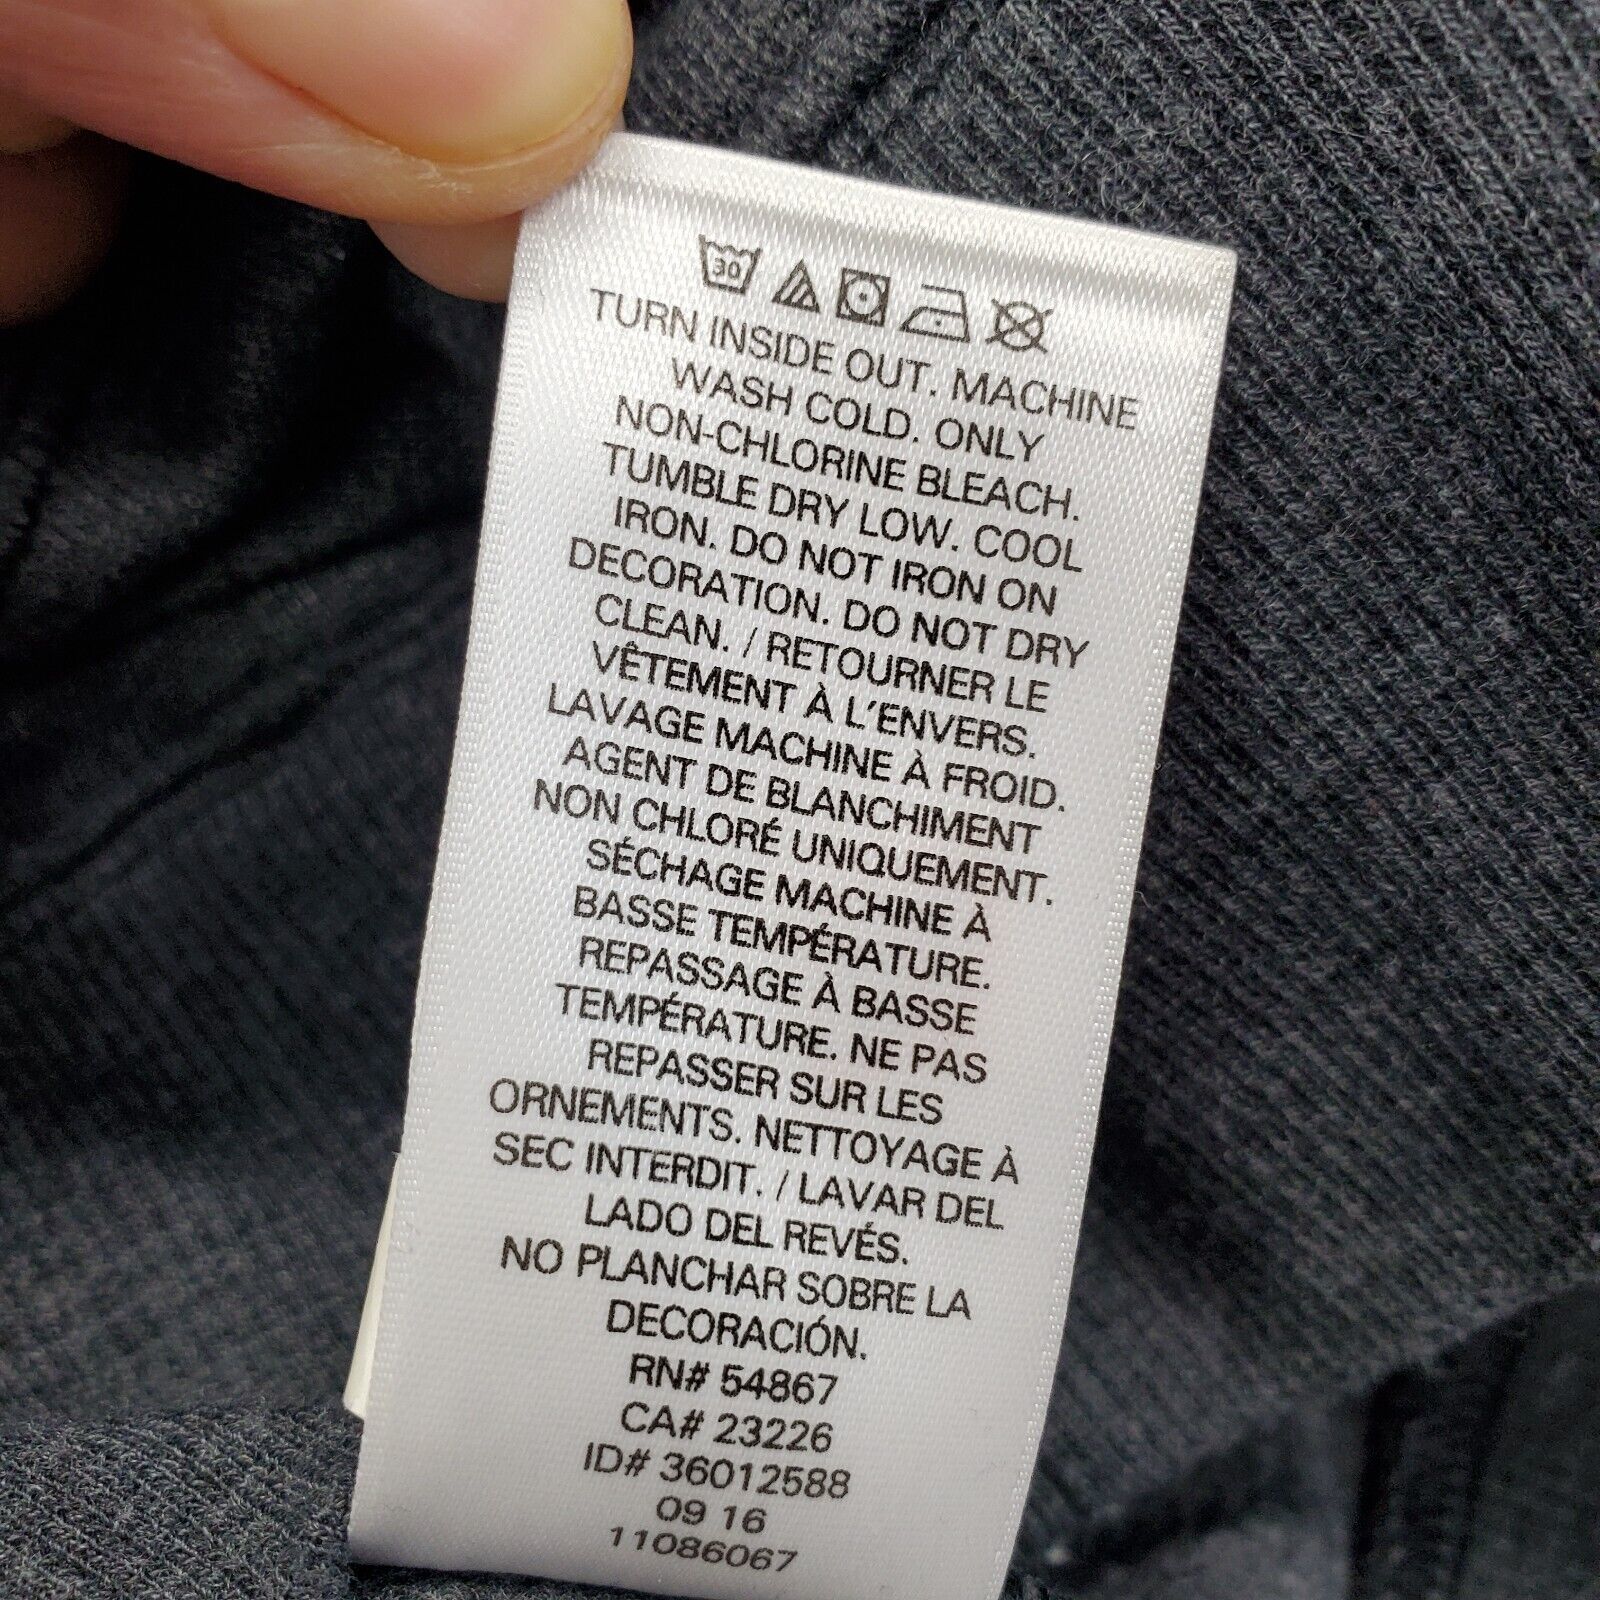 30
TURN INSIDE OUT. MACHINE
WASH COLD. ONLY
NON-CHLORINE BLEACH.
TUMBLE DRY LOW. COOL
IRON. DO NOT IRON ON
DECORATION. DO NOT DRY
CLEAN. / RETOURNER LE
VÊTEMENT À L'ENVERS.
LAVAGE MACHINE À FROID.
AGENT DE BLANCHIMENT
NON CHLORÉ UNIQUEMENT.
SÉCHAGE MACHINE À
BASSE TEMPÉRATURE.
REPASSAGE À BASSE
TEMPÉRATURE. NE PAS
REPASSER SUR LES
ORNEMENTS. NETTOYAGE À
SEC INTERDIT. / LAVAR DEL
LADO DEL REVÉS.
NO PLANCHAR SOBRE LA
DECORACIÓN.
RN# 54867
CA# 23226
ID# 36012588
09 16
11086067